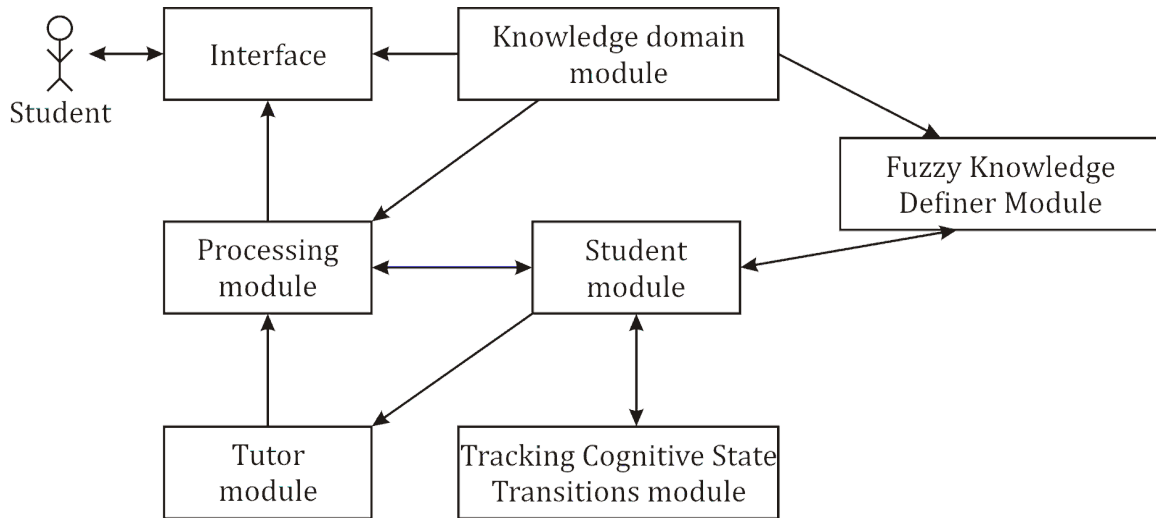 Student
Interface
Knowledge domain
module
Fuzzy Knowledge
Definer Module
Processing
module
Student
module
Tutor
module
Tracking Cognitive State
Transitions module